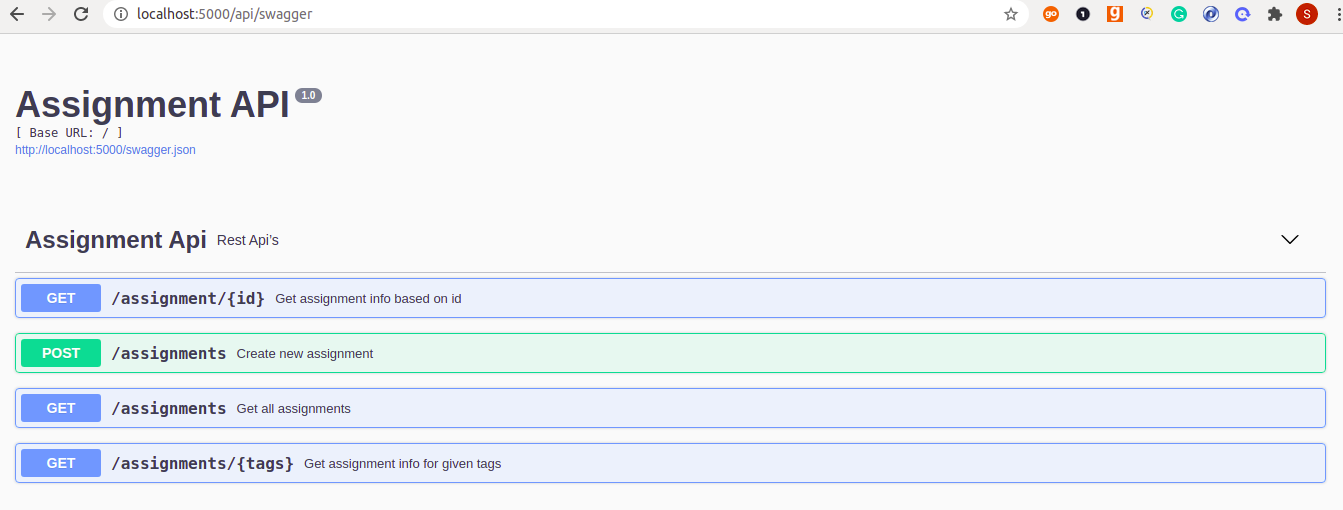 localhost:5000/api/swagger
go
1
g
G
S
Assignment API 1.0
[ Base URL: / ]
http://localhost:5000/swagger.json
Assignment Api Rest Api’s
GET /assignment/{id} Get assignment info based on id
POST /assignments Create new assignment
GET /assignments Get all assignments
GET /assignments/{tags} Get assignment info for given tags